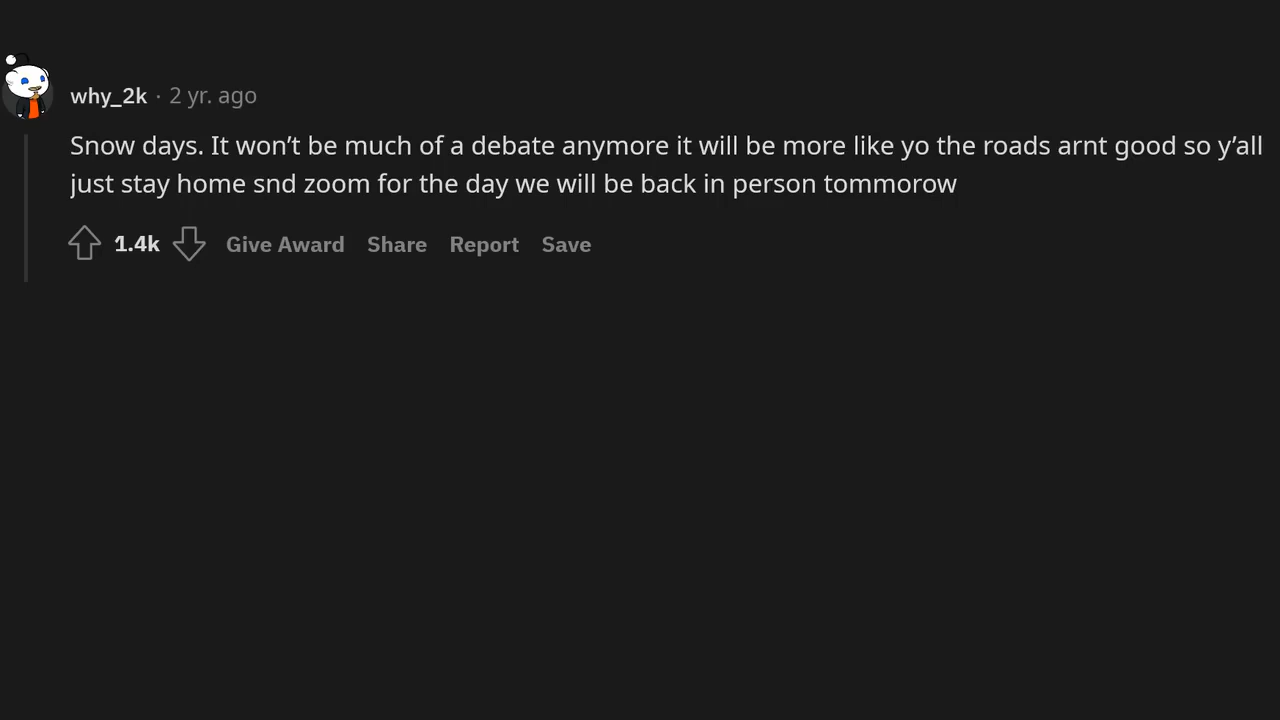 why_2k · 2 yr. ago
Snow days. It won’t be much of a debate anymore it will be more like yo the roads arnt good so y’all
just stay home snd zoom for the day we will be back in person tommorow
1.4k Give Award Share Report Save